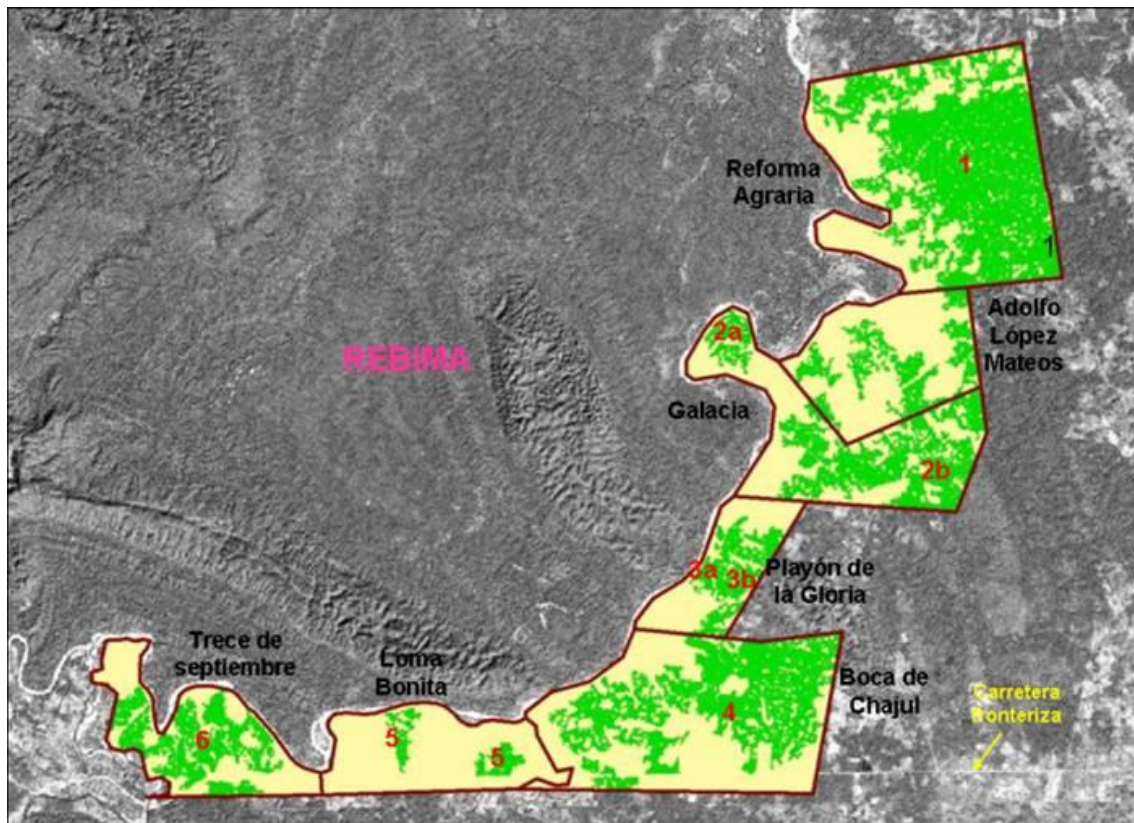 Reforma
Agraria
1
1
Adolfo
López
Mateos
2a
REBIMA
Galacia
2b
3a
3b
Playón de
la Gloria
Trece de
septiembre
Loma
Bonita
Boca de
Chajul
Carretera
fronteriza
4
5
5
6